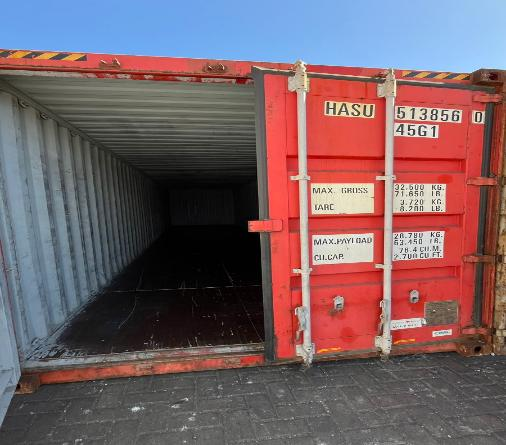 HASU 513856 0
45G1
MAX. GROSS 32.500 KG.
71.650 LB.
TARE 3.720 KG.
8.200 LB.
MAX.PAYLOAD 28.780 KG.
63.450 LB.
CU.CAP. 76.4 CU.M.
2.700 CU.FT.